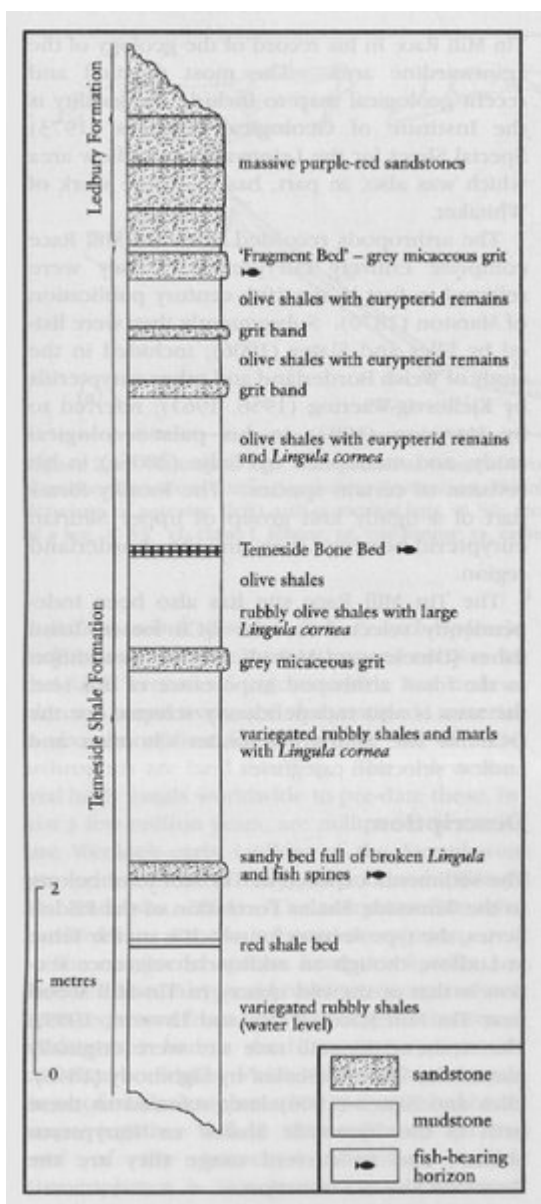 Ledbury Formation
massive purple-red sandstones
'Fragment Bed' – grey micaceous grit
olive shales with eurypterid remains
grit band
olive shales with eurypterid remains
grit band
olive shales with eurypterid remains
and Lingula cornea
Temeside Bone Bed
olive shales
rubbly olive shales with large
Lingula cornea
grey micaceous grit
Temeside Shale Formation
variegated rubbly shales and marls
with Lingula cornea
sandy bed full of broken Lingula
and fish spines
2
red shale bed
metres
variegated rubbly shales
(water level)
0
sandstone
mudstone
fish-bearing
horizon